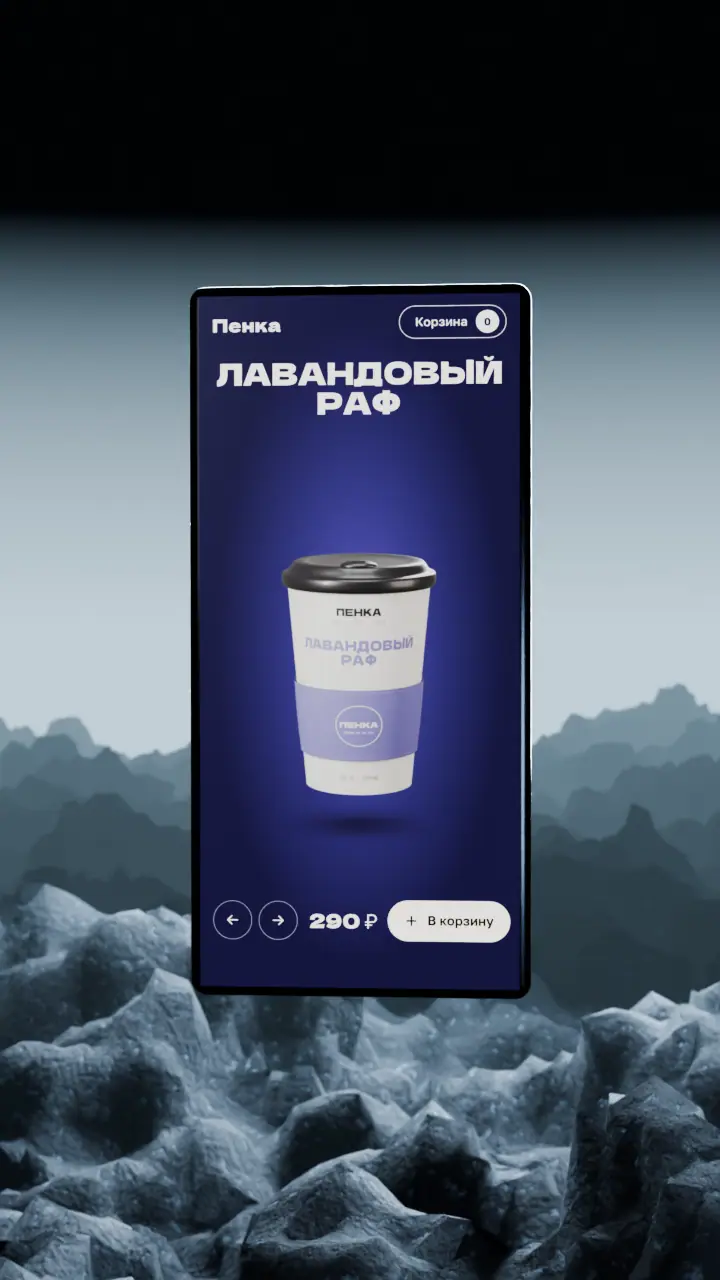 Пенка
Корзина 0
ЛАВАНДОВЫЙ
РАФ
ПЕНКА
ЛАВАНДОВЫЙ
РАФ
ПЕНКА
290 ₽
+ В корзину